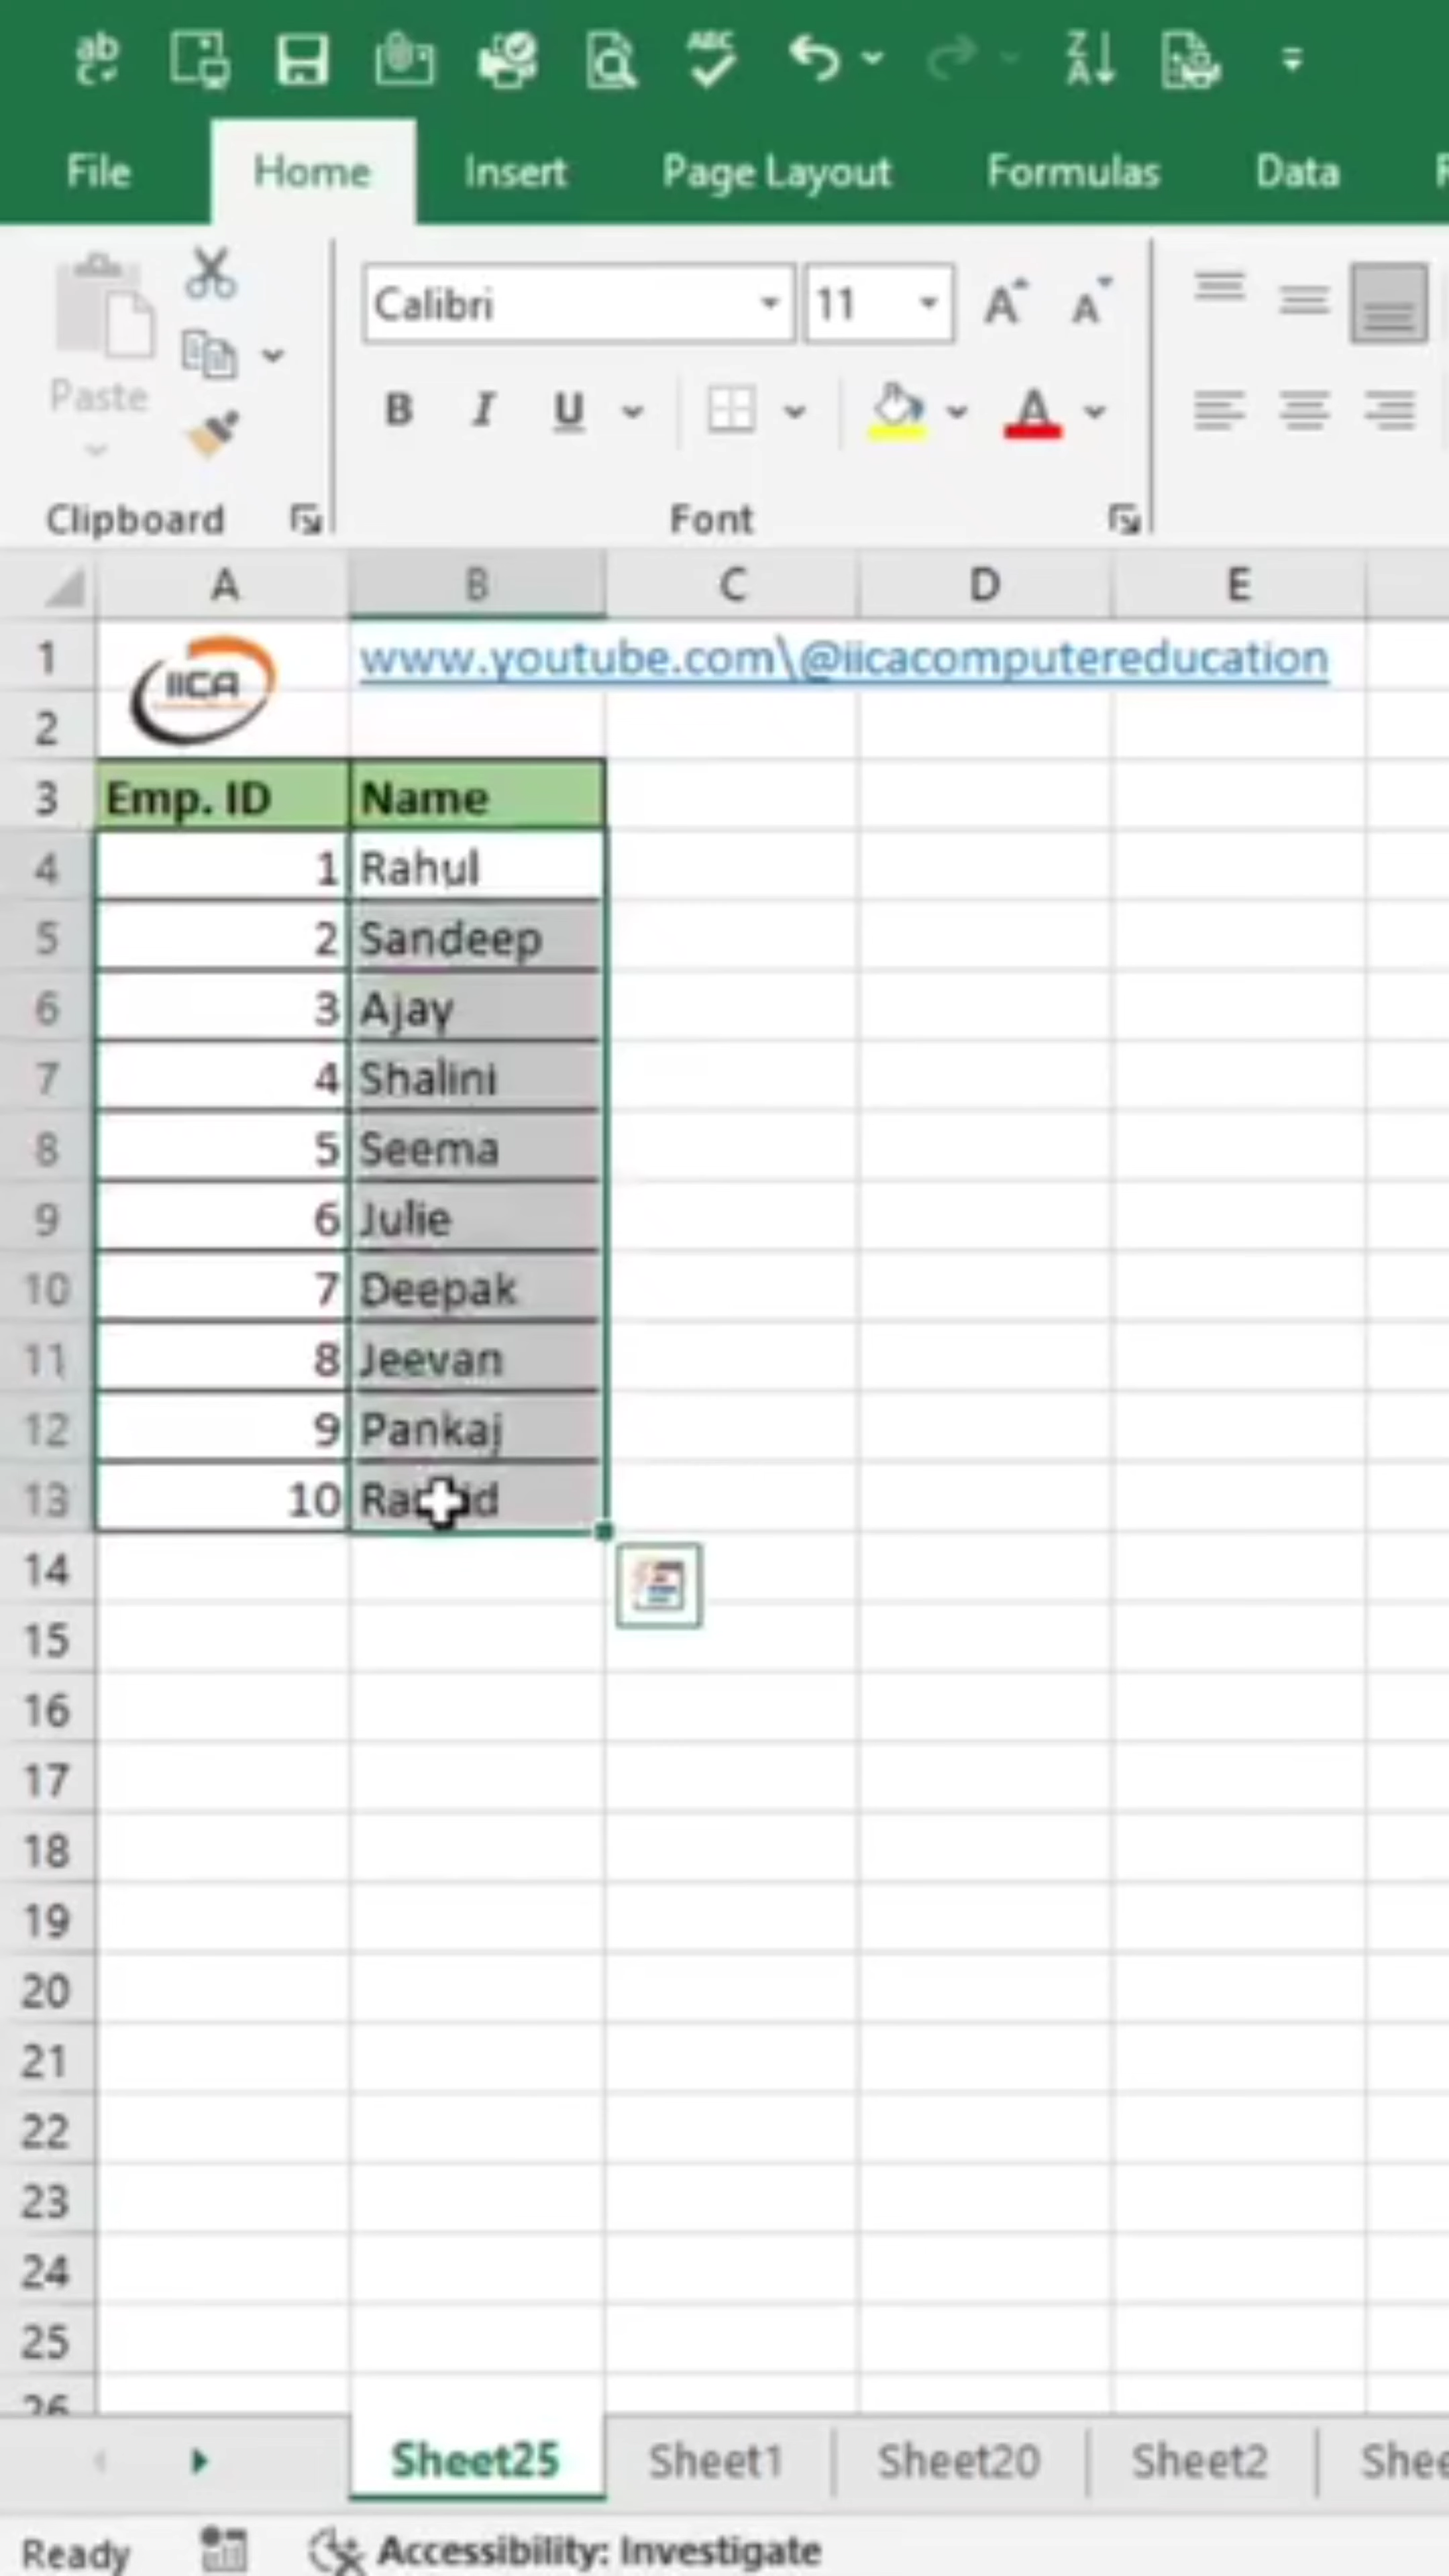 File Home Insert Page Layout Formulas Data
Calibri 11
Paste
B I U A
Clipboard Font
A B C D E
1 IICA www.youtube.com\@iicacomputereducation
2
3 Emp. ID Name
4 1 Rahul
5 2 Sandeep
6 3 Ajay
7 4 Shalini
8 5 Seema
9 6 Julie
10 7 Deepak
11 8 Jeevan
12 9 Pankaj
13 10
14
15
16
17
18
19
20
21
22
23
24
25
26
Sheet25 Sheet1 Sheet20 Sheet2 Shee
Ready Accessibility: Investigate